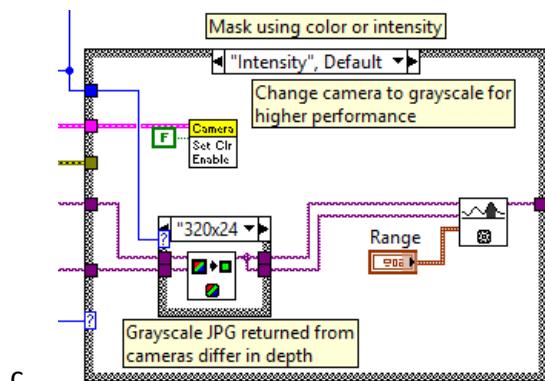 Mask using color or intensity
"Intensity", Default
Change camera to grayscale for
higher performance
Camera
F
Set Clr
Enable
"320x24
?
Range
Grayscale JPG returned from
cameras differ in depth
?
c